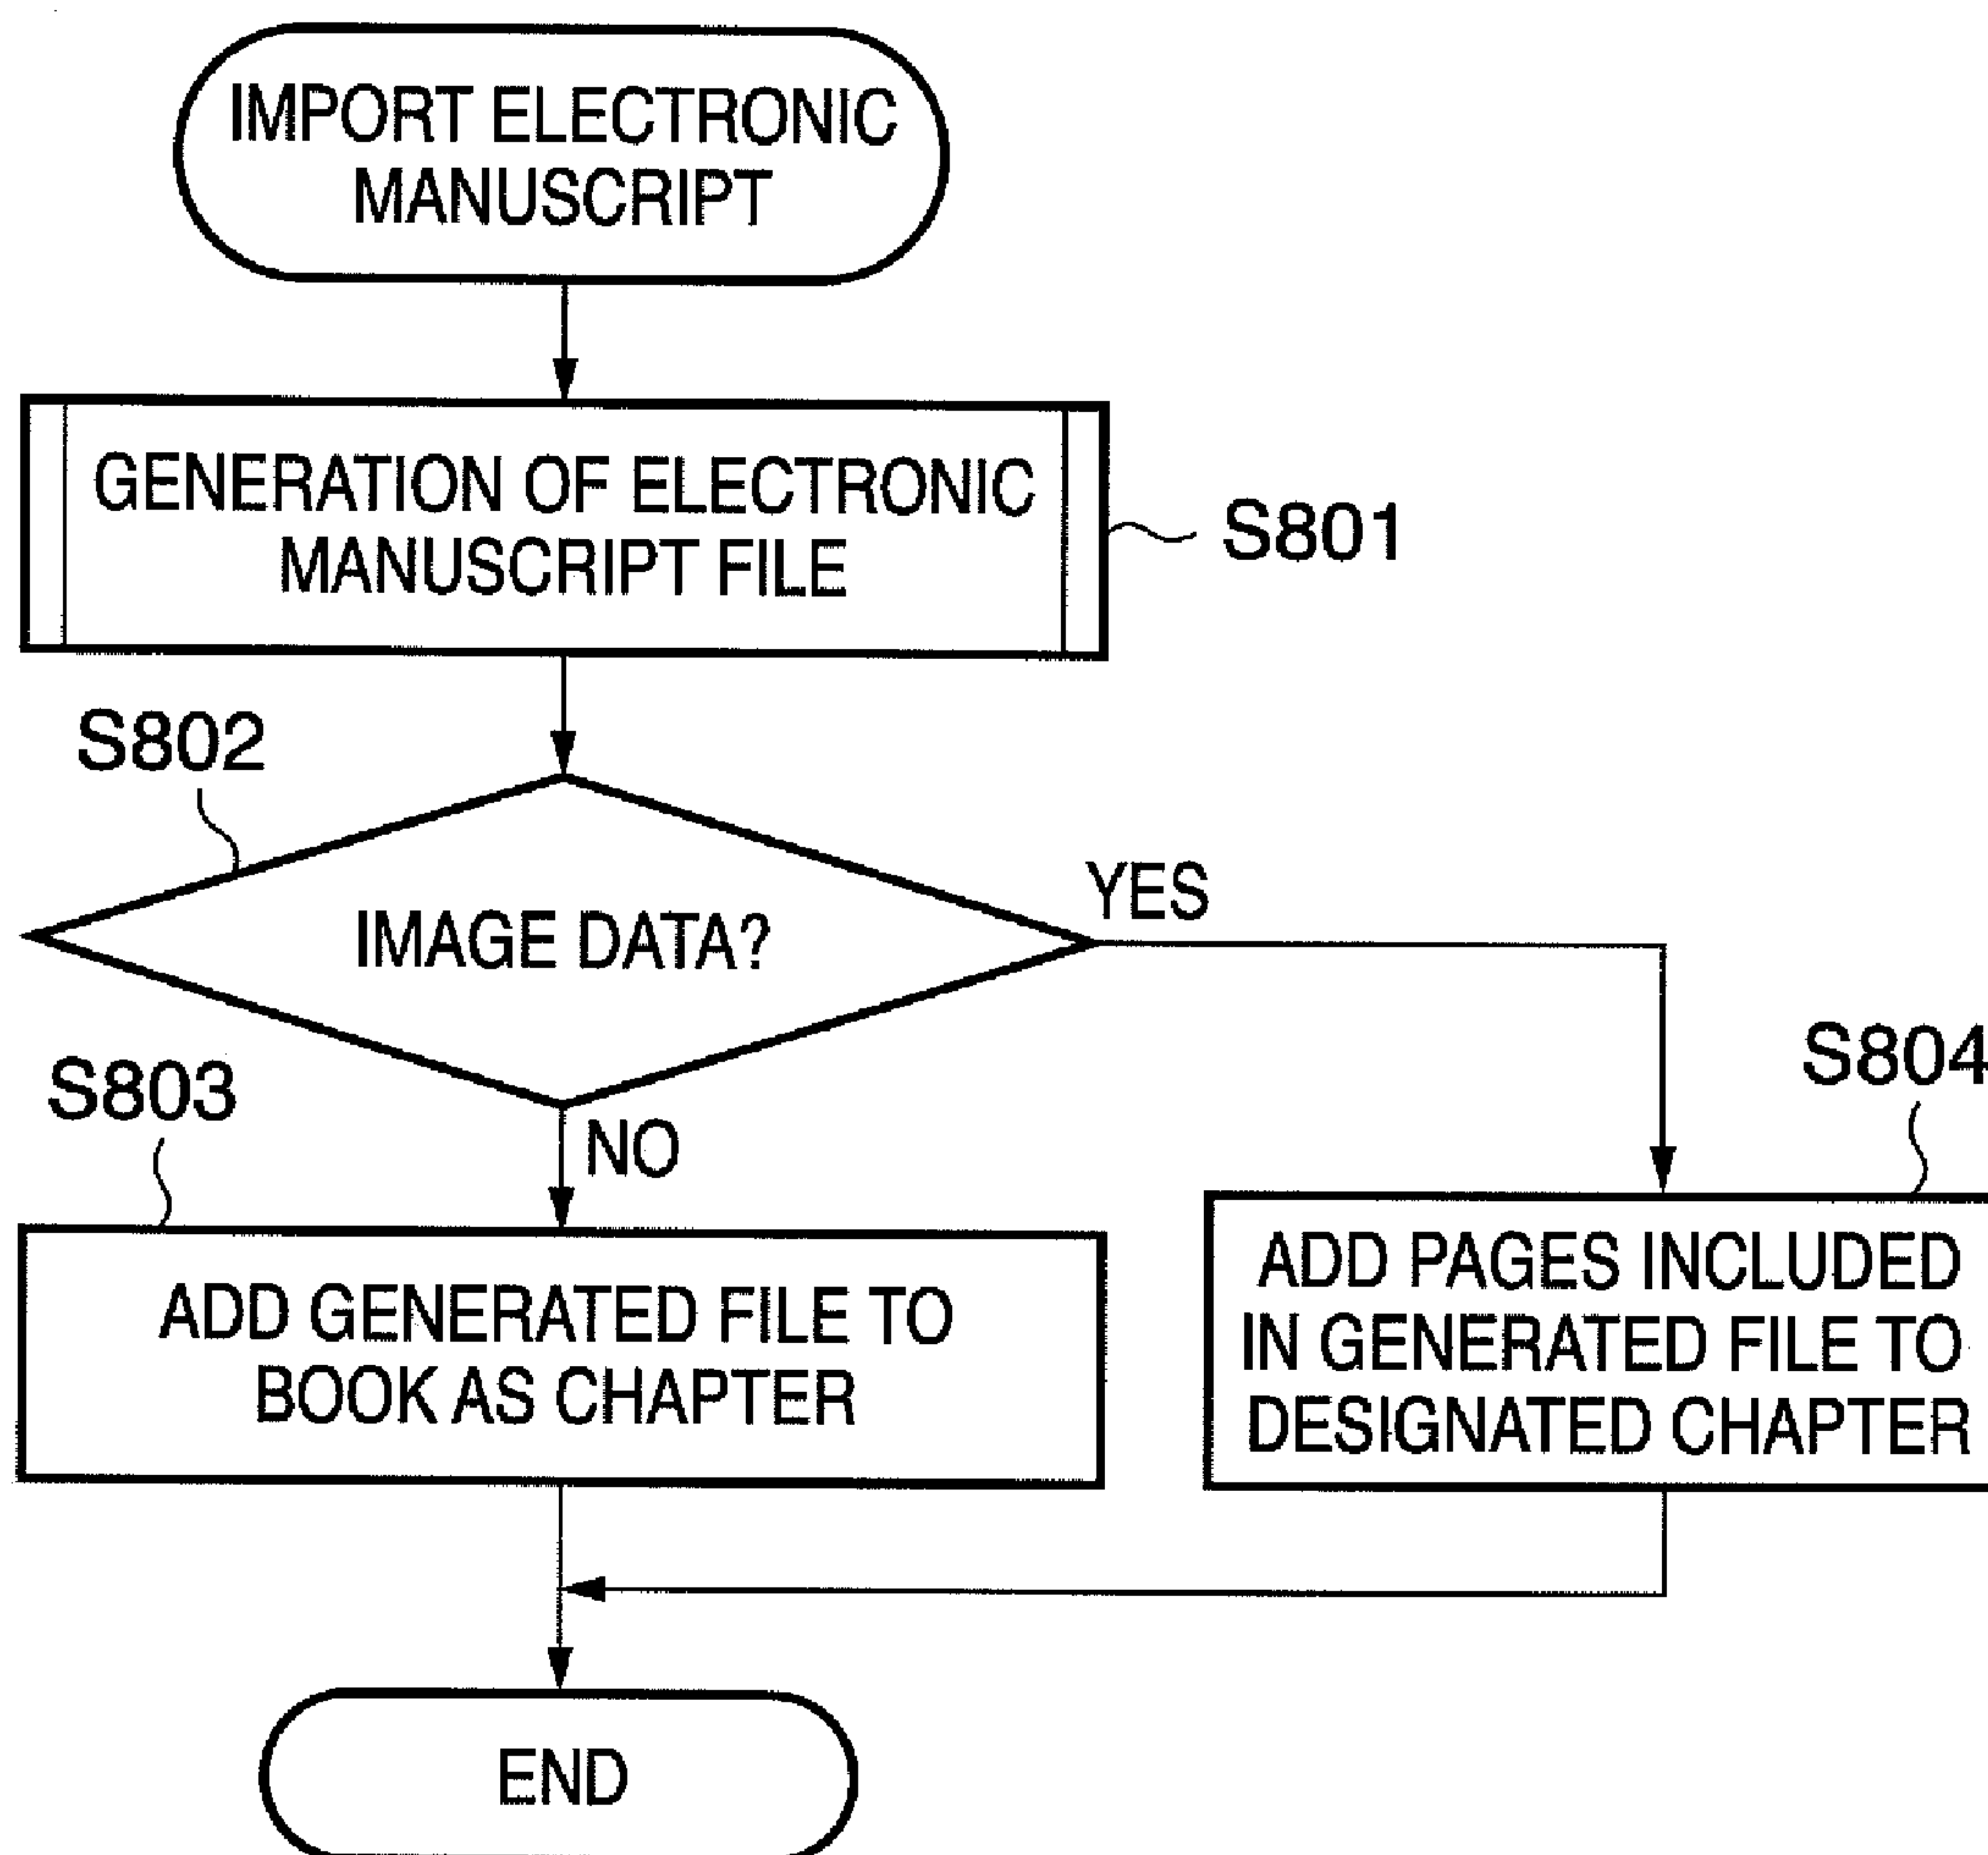 IMPORT ELECTRONIC
MANUSCRIPT
GENERATION OF ELECTRONIC
MANUSCRIPT FILE
S801
S802
IMAGE DATA?
YES
NO
S803
ADD GENERATED FILE TO
BOOK AS CHAPTER
S804
ADD PAGES INCLUDED
IN GENERATED FILE TO
DESIGNATED CHAPTER
END